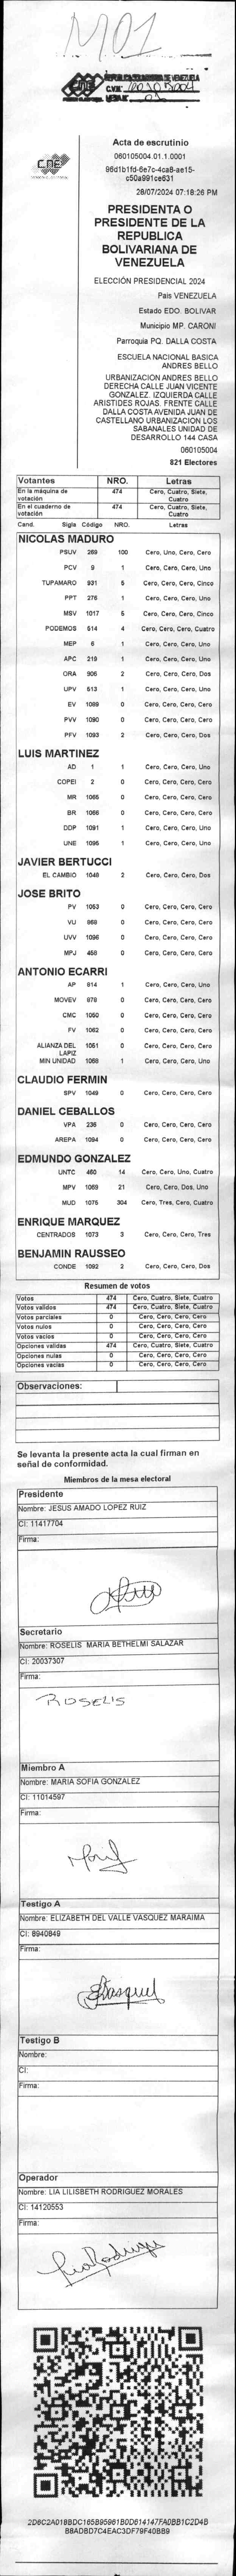 M01
REPUBLICA BOLIVARIANA DE VENEZUELA
C.V.N°
MESA N° 01
CNE
Acta de escrutinio
060105004.01.1.0001
96d1b1fd-6e7c-4ca8-ae15-
c50a991ce631
28/07/2024 07:18:26 PM
PRESIDENTA O
PRESIDENTE DE LA
REPUBLICA
BOLIVARIANA DE
VENEZUELA
ELECCIÓN PRESIDENCIAL 2024
Pais VENEZUELA
Estado EDO. BOLIVAR
Municipio MP. CARONI
Parroquia PQ. DALLA COSTA
ESCUELA NACIONAL BASICA
ANDRES BELLO
URBANIZACION ANDRES BELLO
DERECHA CALLE JUAN VICENTE
GONZALEZ. IZQUIERDA CALLE
ARISTIDES ROJAS. FRENTE CALLE
DALLA COSTA AVENIDA JUAN DE
CASTELLANO URBANIZACION LOS
SABANALES UNIDAD DE
DESARROLLO 144 CASA
060105004
821 Electores
Votantes NRO. Letras
En la máquina de votación 474 Cero, Cuatro, Siete, Cuatro
En el cuaderno de votación 474 Cero, Cuatro, Siete, Cuatro
Cand. Sigla Código NRO. Letras
NICOLAS MADURO
PSUV 269 100 Cero, Uno, Cero, Cero
PCV 9 1 Cero, Cero, Cero, Uno
TUPAMARO 931 5 Cero, Cero, Cero, Cinco
PPT 276 1 Cero, Cero, Cero, Uno
MSV 1017 5 Cero, Cero, Cero, Cinco
PODEMOS 514 4 Cero, Cero, Cero, Cuatro
MEP 6 1 Cero, Cero, Cero, Uno
APC 219 1 Cero, Cero, Cero, Uno
ORA 906 2 Cero, Cero, Cero, Dos
UPV 513 1 Cero, Cero, Cero, Uno
EV 1089 0 Cero, Cero, Cero, Cero
PVV 1090 0 Cero, Cero, Cero, Cero
PFV 1093 2 Cero, Cero, Cero, Dos
LUIS MARTINEZ
AD 1 1 Cero, Cero, Cero, Uno
COPEI 2 0 Cero, Cero, Cero, Cero
MR 1065 0 Cero, Cero, Cero, Cero
BR 1066 0 Cero, Cero, Cero, Cero
DDP 1091 1 Cero, Cero, Cero, Uno
UNE 1095 1 Cero, Cero, Cero, Uno
JAVIER BERTUCCI
EL CAMBIO 1048 2 Cero, Cero, Cero, Dos
JOSE BRITO
PV 1053 0 Cero, Cero, Cero, Cero
VU 968 0 Cero, Cero, Cero, Cero
UVV 1096 0 Cero, Cero, Cero, Cero
MPJ 458 0 Cero, Cero, Cero, Cero
ANTONIO ECARRI
AP 814 1 Cero, Cero, Cero, Uno
MOVEV 978 0 Cero, Cero, Cero, Cero
CMC 1050 0 Cero, Cero, Cero, Cero
FV 1062 0 Cero, Cero, Cero, Cero
ALIANZA DEL LAPIZ 1051 0 Cero, Cero, Cero, Cero
MIN UNIDAD 1068 1 Cero, Cero, Cero, Uno
CLAUDIO FERMIN
SPV 1049 0 Cero, Cero, Cero, Cero
DANIEL CEBALLOS
VPA 236 0 Cero, Cero, Cero, Cero
AREPA 1094 0 Cero, Cero, Cero, Cero
EDMUNDO GONZALEZ
UNTC 460 14 Cero, Cero, Uno, Cuatro
MPV 1069 21 Cero, Cero, Dos, Uno
MUD 1075 304 Cero, Tres, Cero, Cuatro
ENRIQUE MARQUEZ
CENTRADOS 1073 3 Cero, Cero, Cero, Tres
BENJAMIN RAUSSEO
CONDE 1092 2 Cero, Cero, Cero, Dos
Resumen de votos
Votos 474 Cero, Cuatro, Siete, Cuatro
Votos validos 474 Cero, Cuatro, Siete, Cuatro
Votos parciales 0 Cero, Cero, Cero, Cero
Votos nulos 0 Cero, Cero, Cero, Cero
Votos vacios 0 Cero, Cero, Cero, Cero
Opciones validas 474 Cero, Cuatro, Siete, Cuatro
Opciones nulas 0 Cero, Cero, Cero, Cero
Opciones vacias 0 Cero, Cero, Cero, Cero
Observaciones:
Se levanta la presente acta la cual firman en
señal de conformidad.
Miembros de la mesa electoral
Presidente
Nombre: JESUS AMADO LOPEZ RUIZ
CI: 11417704
Firma:
Secretario
Nombre: ROSELIS MARIA BETHELMI SALAZAR
CI: 20037307
Firma:
ROSELIS
Miembro A
Nombre: MARIA SOFIA GONZALEZ
CI: 11014597
Firma:
Testigo A
Nombre: ELIZABETH DEL VALLE VASQUEZ MARAIMA
CI: 8940849
Firma:
Testigo B
Nombre:
CI:
Firma:
Operador
Nombre: LIA LILISBETH RODRIGUEZ MORALES
CI: 14120553
Firma:
2D6C2A018BDC165B95961B0D614147FA0BB1C2D4B
B8ADBD7C4EAC3DF79F40BB9